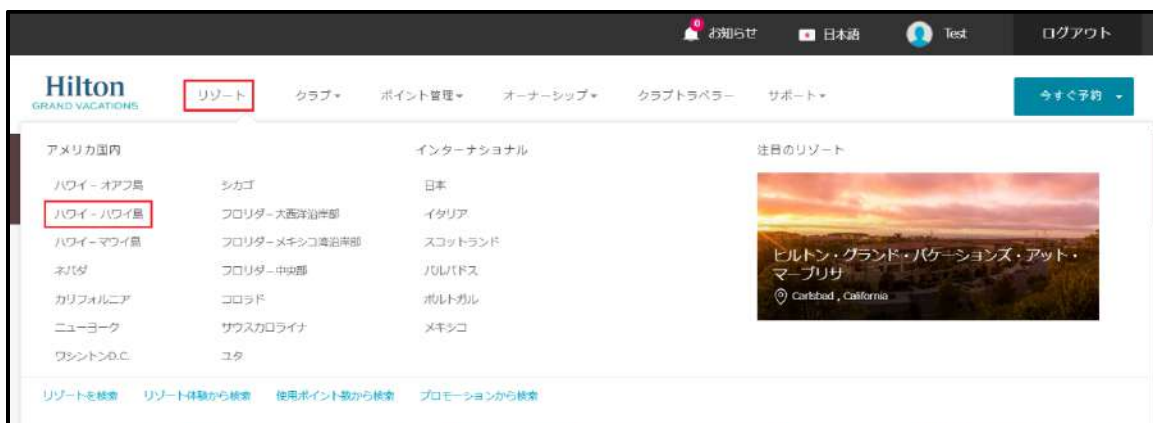 0
お知らせ 日本語 Test ログアウト
Hilton
GRAND VACATIONS
リゾート クラブ ポイント管理 オーナーシップ クラブトラベラー サポート 今すぐ予約
アメリカ国内 インターナショナル 注目のリゾート
ハワイ - オアフ島 シカゴ 日本
ハワイ - ハワイ島 フロリダ - 大西洋沿岸部 イタリア
ハワイ - マウイ島 フロリダ - メキシコ湾沿岸部 スコットランド
ネバダ フロリダ - 中央部 バルバドス
カリフォルニア コロラド ポルトガル
ニューヨーク サウスカロライナ メキシコ
ワシントンD.C. ユタ
ヒルトン・グランド・バケーションズ・アット・
マーブリサ
Carlsbad , California
リゾートを検索 リゾート体験から検索 使用ポイント数から検索 プロモーションから検索